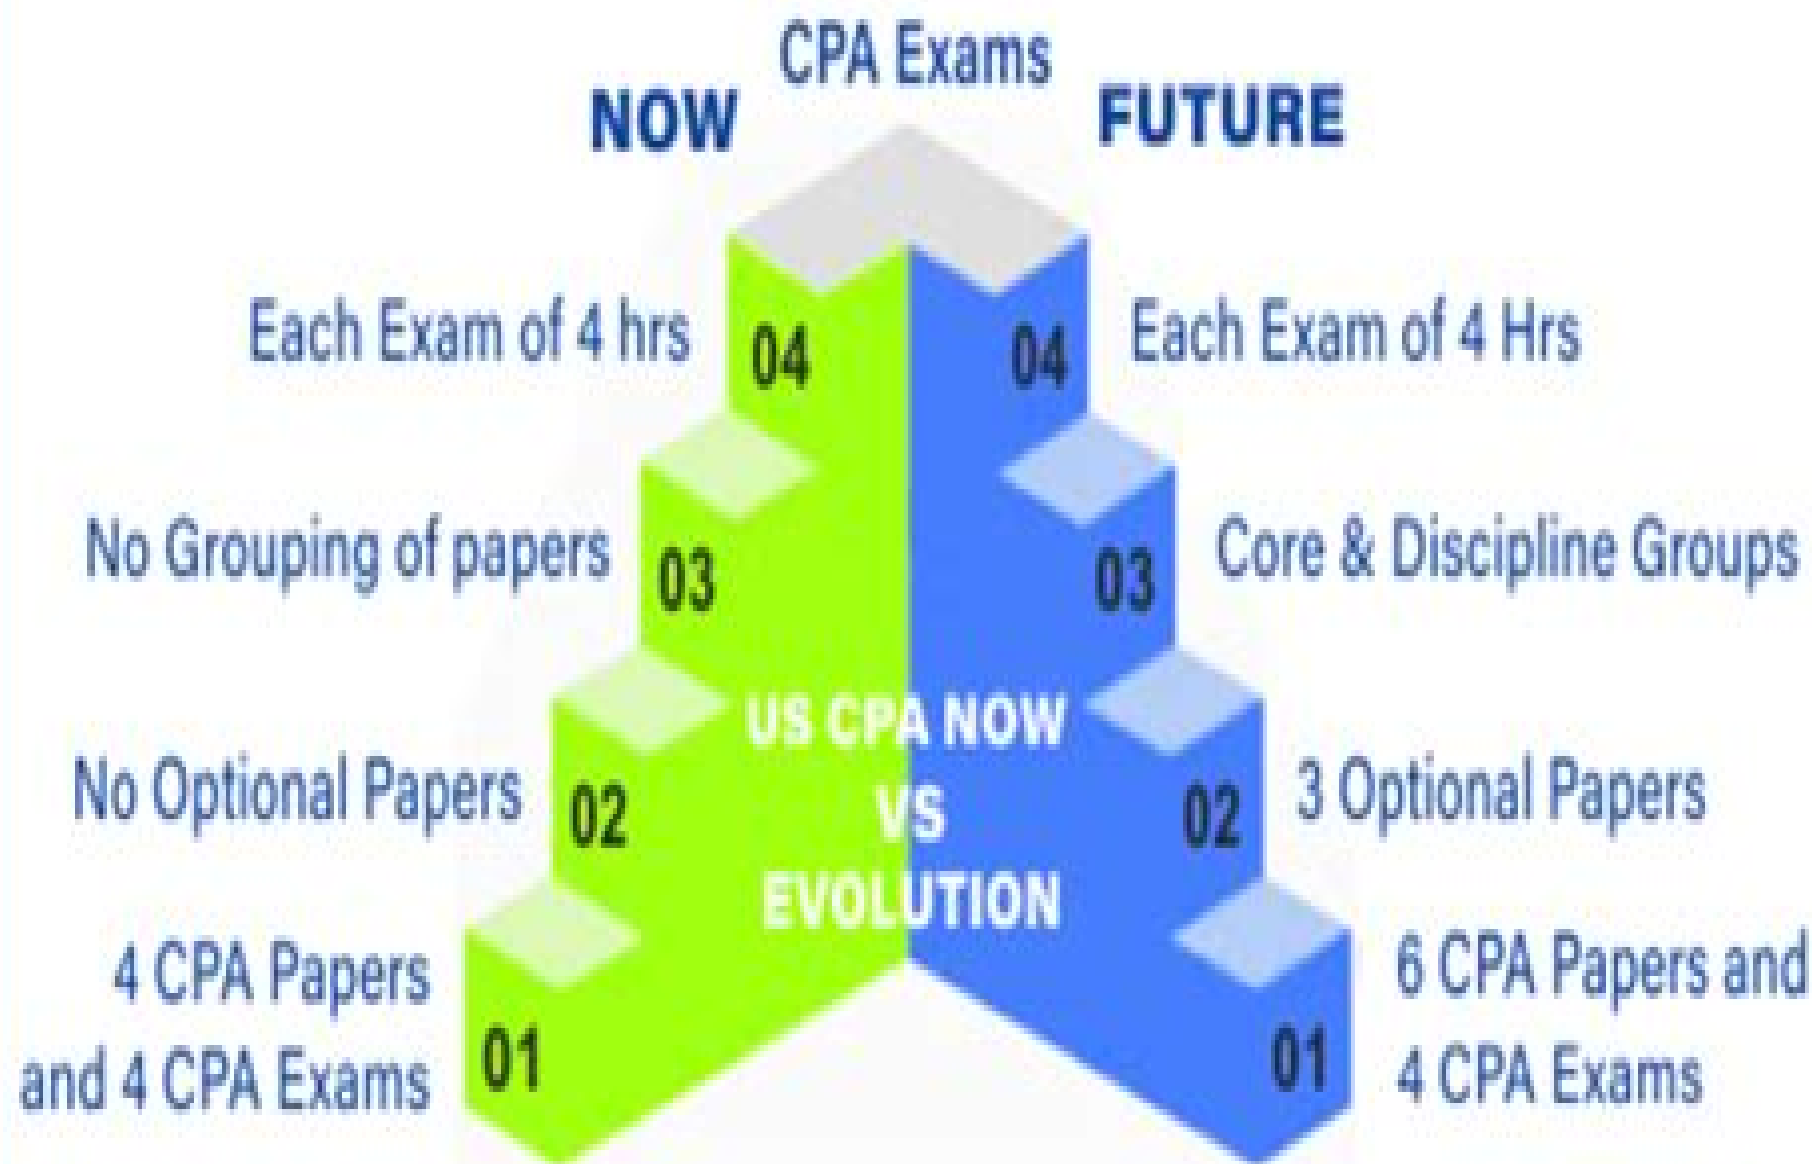 CPA Exams
NOW
FUTURE
Each Exam of 4 hrs
04
04
Each Exam of 4 Hrs
No Grouping of papers
03
03
Core & Discipline Groups
US CPA NOW
VS
EVOLUTION
No Optional Papers
02
02
3 Optional Papers
4 CPA Papers
and 4 CPA Exams
01
01
6 CPA Papers and
4 CPA Exams